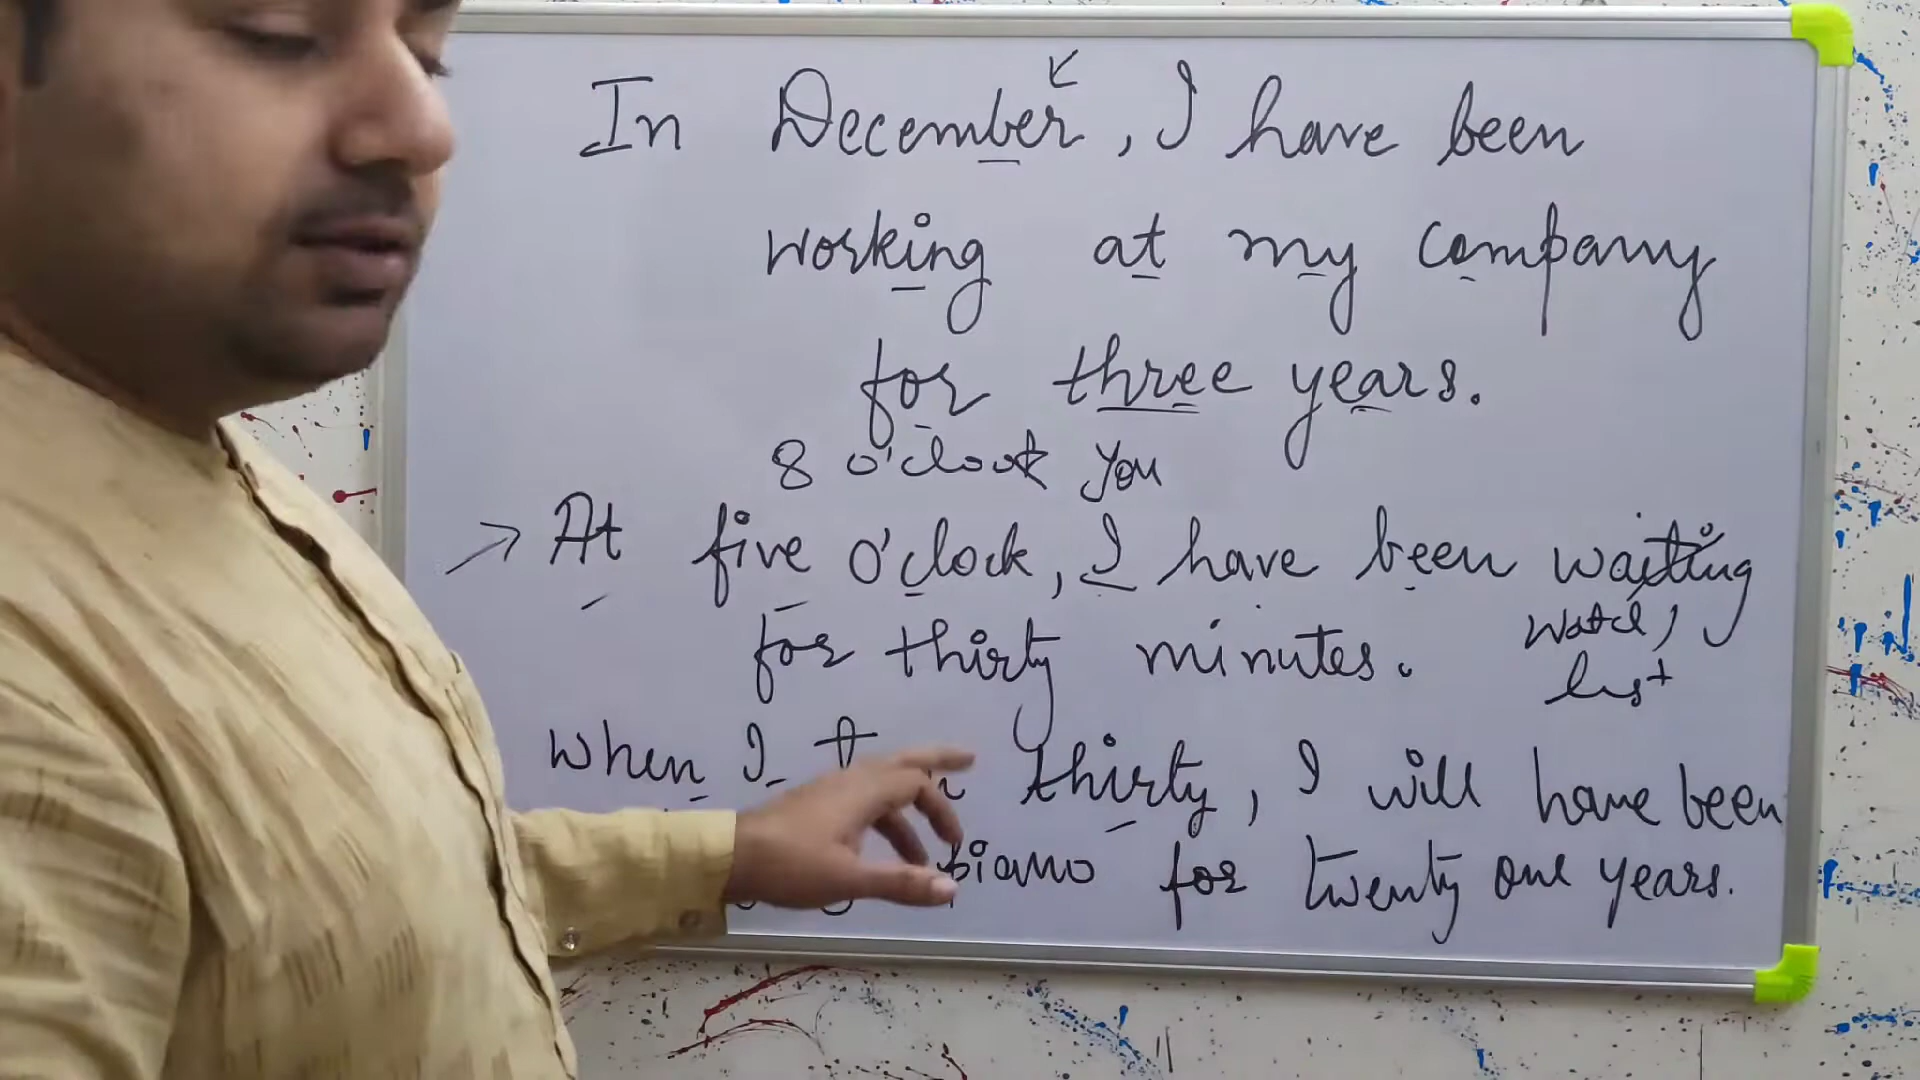 In December, I have been
working at my company
for three years.
8 o'clock you
At five o'clock, I have been waiting
for thirty minutes.
watch,
When I thirty, I will have been
piano for twenty one years.